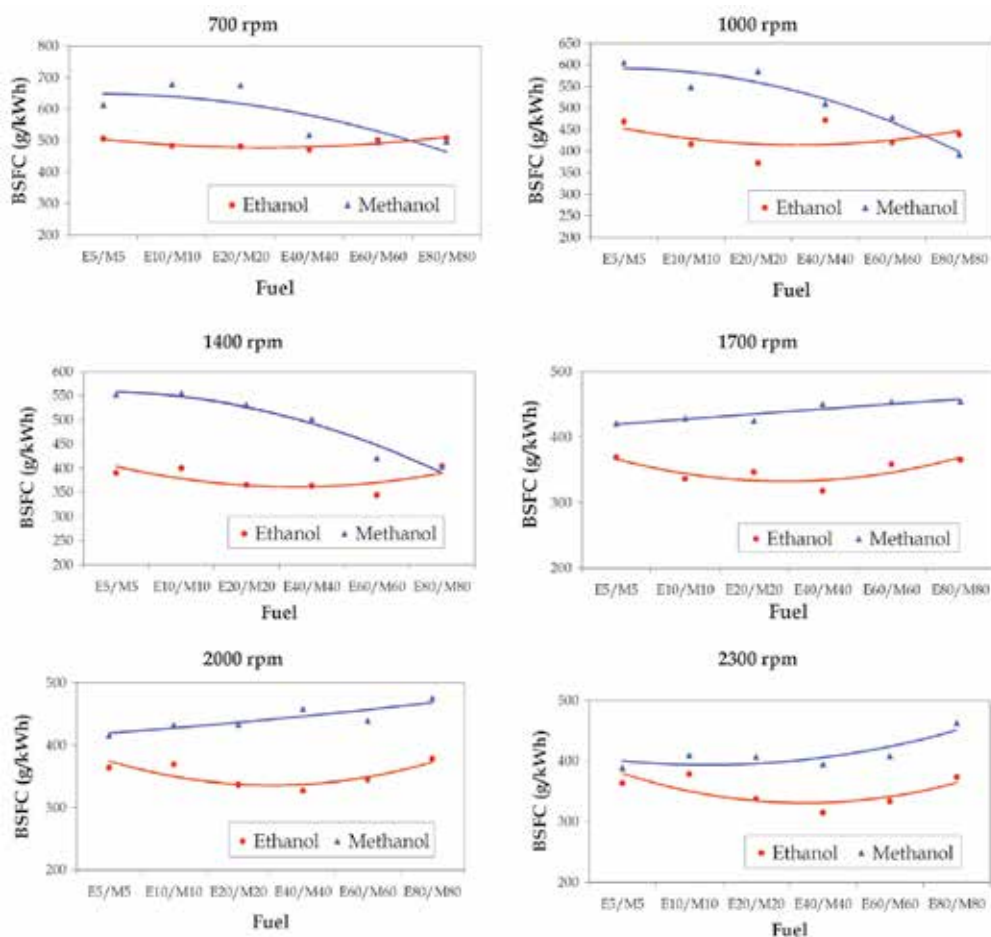 700 rpm
BSFC (g/kWh)
800
700
600
500
400
300
200
Ethanol Methanol
E5/M5 E10/M10 E20/M20 E40/M40 E60/M60 E80/M80
Fuel
1000 rpm
BSFC (g/kWh)
650
600
550
500
450
400
350
300
250
200
Ethanol Methanol
E5/M5 E10/M10 E20/M20 E40/M40 E60/M60 E80/M80
Fuel
1400 rpm
BSFC (g/kWh)
600
550
500
450
400
350
300
250
200
Ethanol Methanol
E5/M5 E10/M10 E20/M20 E40/M40 E60/M60 E80/M80
Fuel
1700 rpm
BSFC (g/kWh)
500
400
300
200
Ethanol Methanol
E5/M5 E10/M10 E20/M20 E40/M40 E60/M60 E80/M80
Fuel
2000 rpm
BSFC (g/kWh)
500
400
300
200
Ethanol Methanol
E5/M5 E10/M10 E20/M20 E40/M40 E60/M60 E80/M80
Fuel
2300 rpm
BSFC (g/kWh)
500
400
300
200
Ethanol Methanol
E5/M5 E10/M10 E20/M20 E40/M40 E60/M60 E80/M80
Fuel